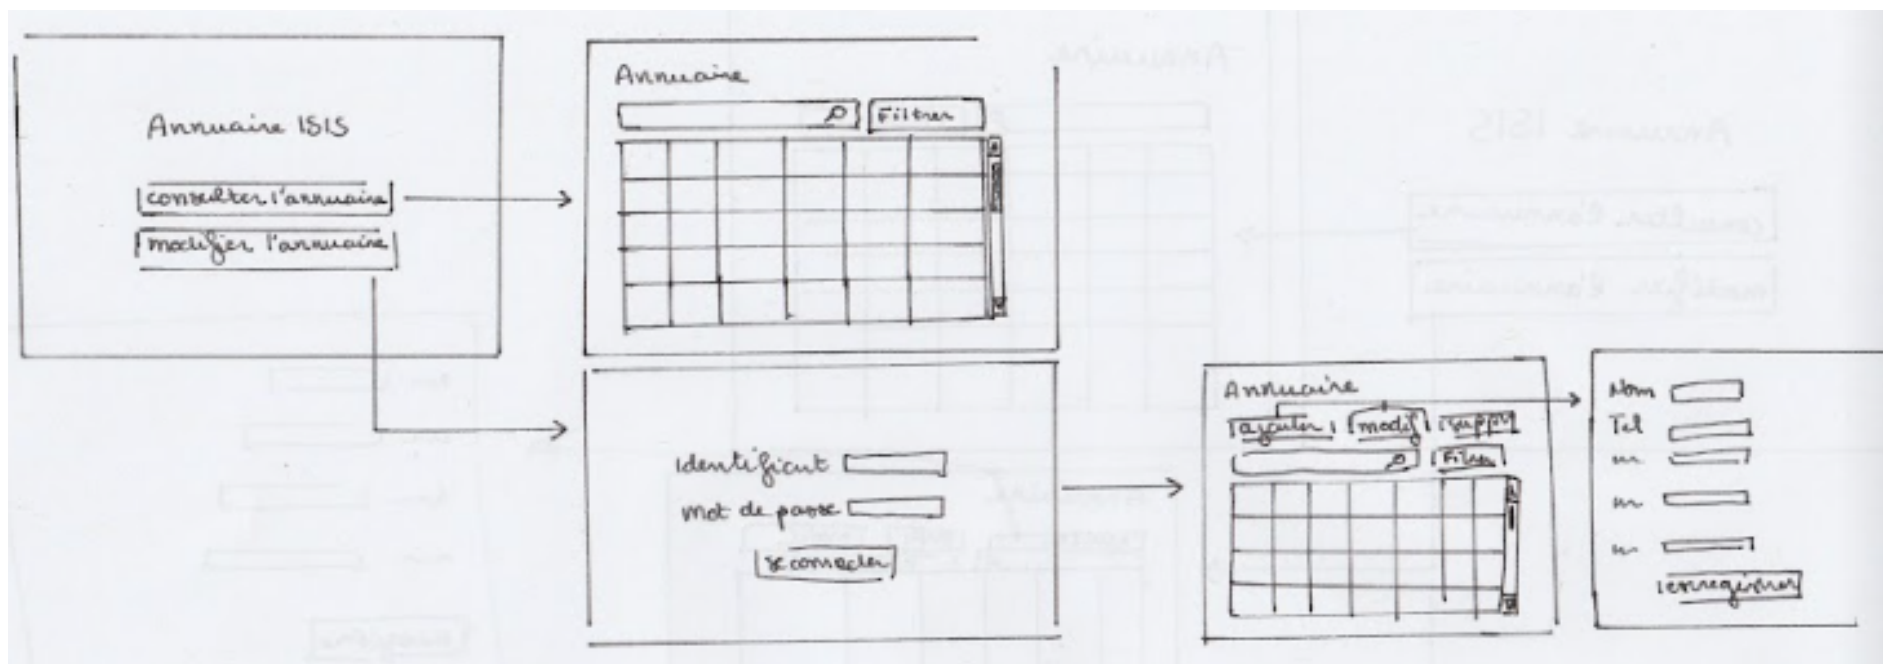 Annuaire ISIS
consulter l'annuaire
modifier l'annuaire
Annuaire
Filtrer
Identifiant
Mot de passe
se connecter
Annuaire
ajouter modif suppr
Filtrer
Nom
Tel
enregistrer